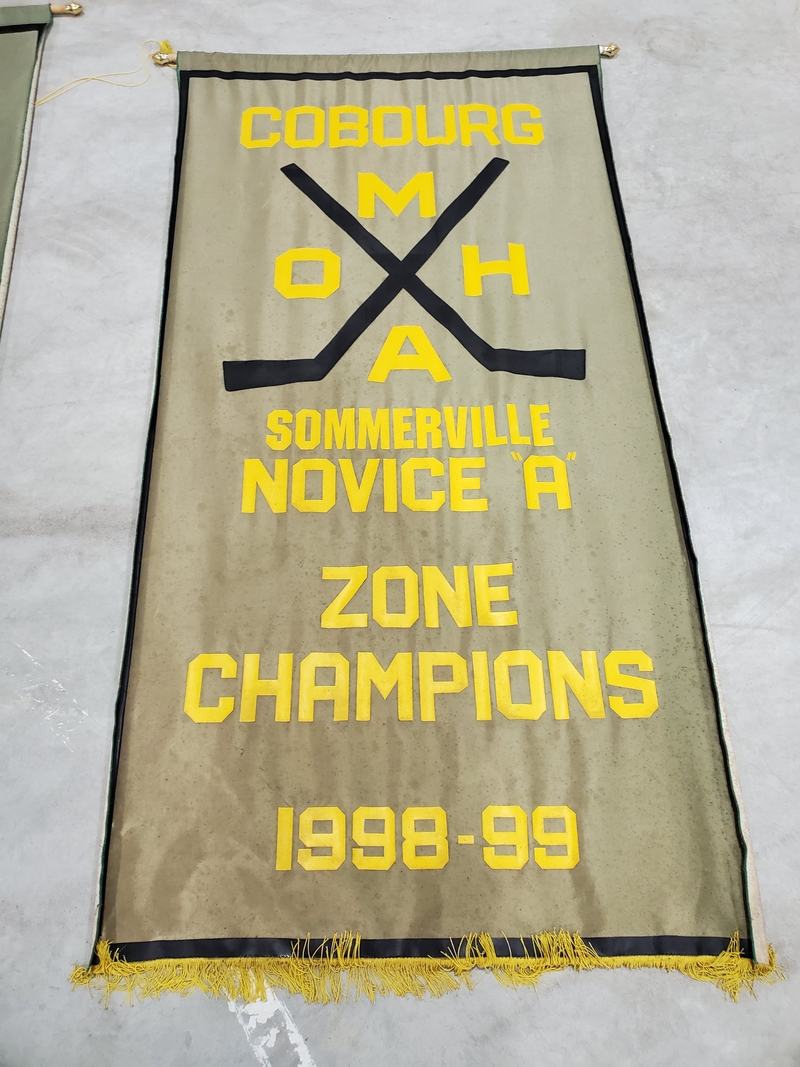 COBOURG
M
O H
A
SOMMERVILLE
NOVICE "A"
ZONE
CHAMPIONS
1998-99